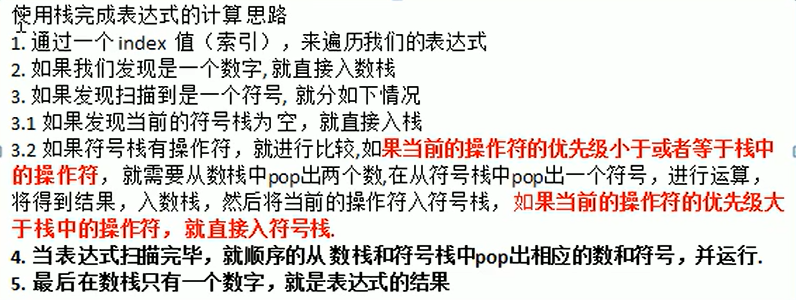 使用栈完成表达式的计算 思路
1. 通过一个 index 值（索引），来遍历我们的表达式
2. 如果我们发现是一个数字, 就直接入数栈
3. 如果发现扫描到是一个符号, 就分如下情况
3.1 如果发现当前的符号栈为 空，就直接入栈
3.2 如果符号栈有操作符，就进行比较,如果当前的操作符的优先级小于或者等于栈中
的操作符，就需要从数栈中pop出两个数,在从符号栈中pop出一个符号，进行运算，
将得到结果，入数栈，然后将当前的操作符入符号栈，如果当前的操作符的优先级大
于栈中的操作符，就直接入符号栈.
4. 当表达式扫描完毕，就顺序的从 数栈和符号栈中pop出相应的数和符号，并运行.
5. 最后在数栈只有一个数字，就是表达式的结果